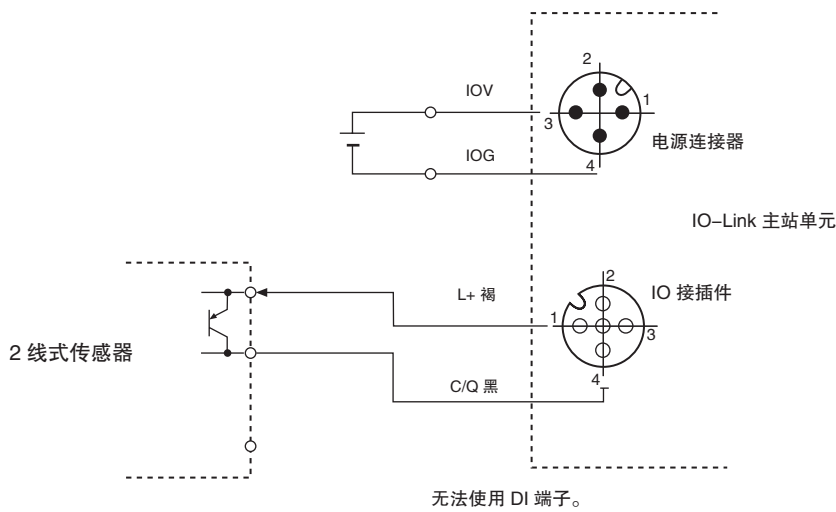 2
IOV
1
3
电源连接器
IOG
4
IO–Link 主站单元
2
L+ 褐
IO 接插件
1
3
2 线式传感器
4
C/Q 黑
无法使用 DI 端子。